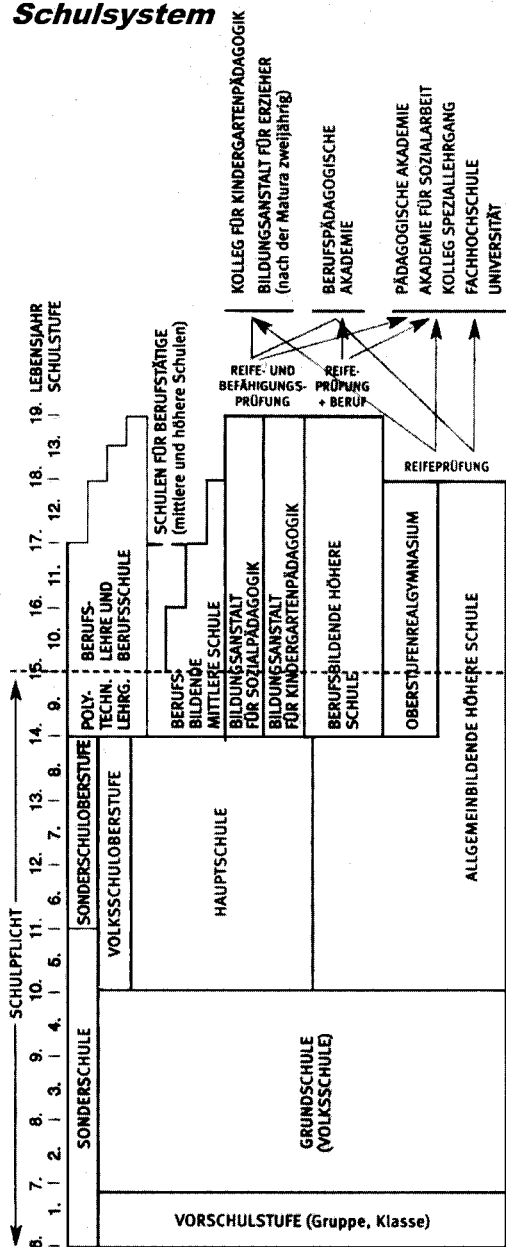 Schulsystem
SCHULPFLICHT
6. 7. 8. 9. 10. 11. 12. 13. 14. 15. 16. 17. 18. 19. LEBENSJAHR
1. 2. 3. 4. 5. 6. 7. 8. 9. 10. 11. 12. 13. SCHULSTUFE
SONDERSCHULE
SONDERSCHULOBERSTUFE
VOLKSSCHULOBERSTUFE
POLY-
TECHN.
LEHRG.
BERUFS-
LEHRE UND
BERUFSSCHULE
SCHULEN FÜR BERUFSTÄTIGE
(mittlere und höhere Schulen)
BERUFS-
BILDENDE
MITTLERE SCHULE
BILDUNGSANSTALT
FÜR SOZIALPÄDAGOGIK
BILDUNGSANSTALT
FÜR KINDERGARTENPÄDAGOGIK
HAUPTSCHULE
BERUFSBILDENDE HÖHERE
SCHULE
OBERSTUFENREALGYMNASIUM
ALLGEMEINBILDENDE HÖHERE SCHULE
GRUNDSCHULE
(VOLKSSCHULE)
VORSCHULSTUFE (Gruppe, Klasse)
REIFE- UND
BEFÄHIGUNGS-
PRÜFUNG
REIFE-
PRÜPUNG
+ BERUF
REIFEPRÜFUNG
KOLLEG FÜR KINDERGARTENPÄDAGOGIK
BILDUNGSANSTALT FÜR ERZIEHER
(nach der Matura zweijährig)
BERUFSPÄDAGOGISCHE
AKADEMIE
PÄDAGOGISCHE AKADEMIE
AKADEMIE FÜR SOZIALARBEIT
KOLLEG SPEZIALLEHRGANG
FACHHOCHSCHULE
UNIVERSITÄT